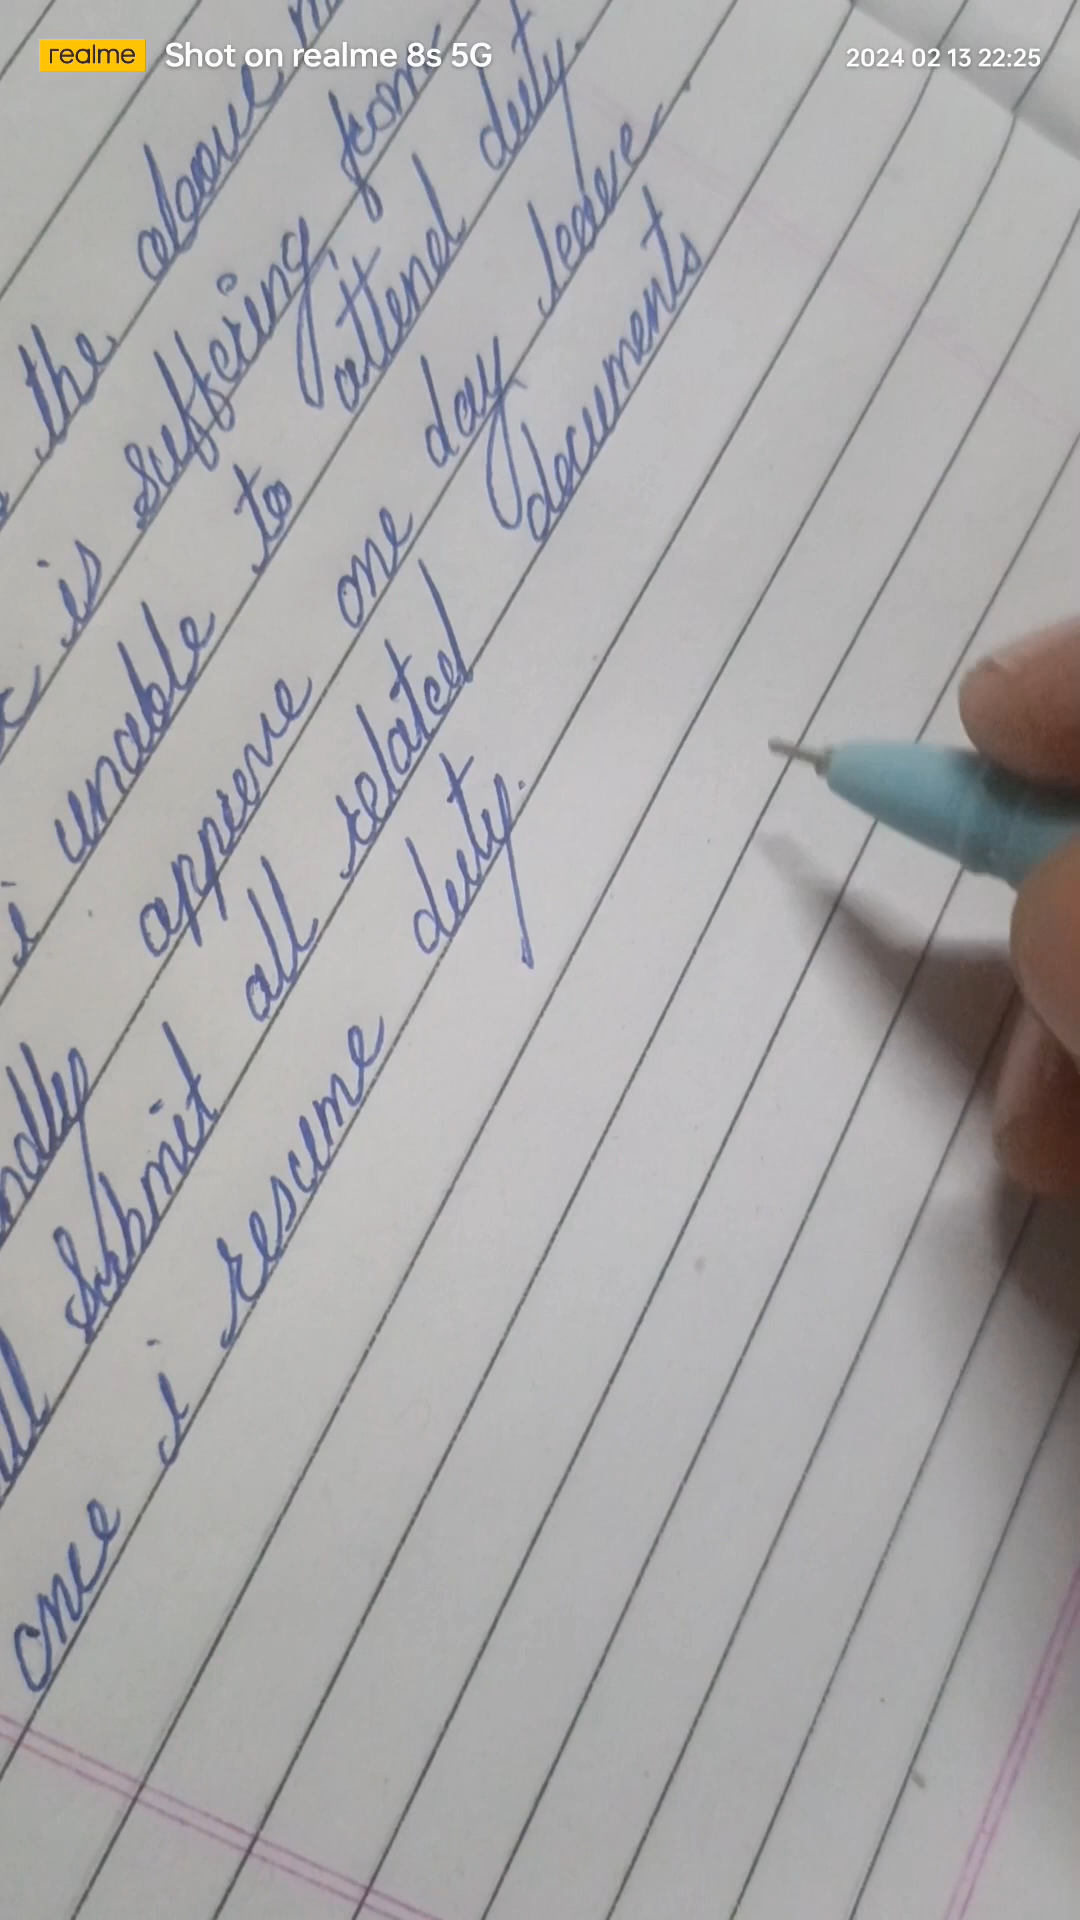 realme Shot on realme 8s 5G
2024 02 13 22:25
the above
is suffering from
i unable to attend duty.
approve one day leave.
submit all related documents
once i resume duty.